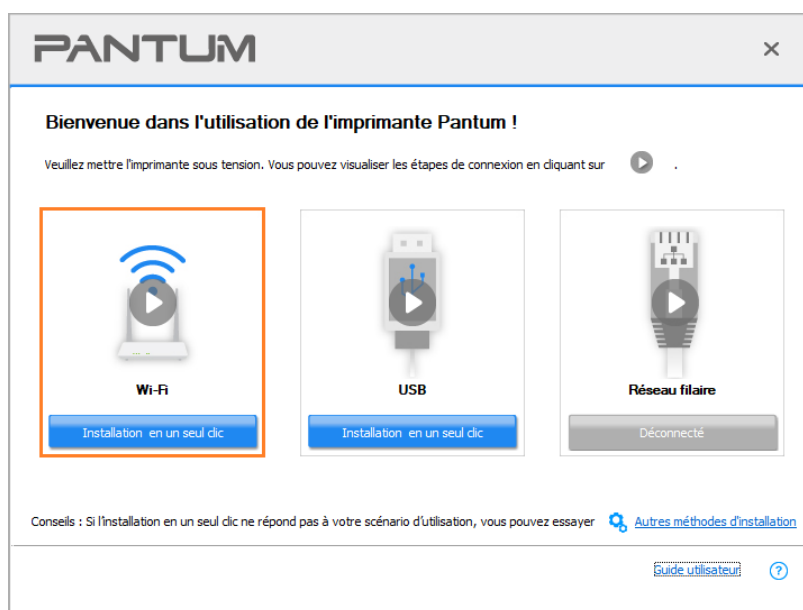 PANTUM
Bienvenue dans l'utilisation de l'imprimante Pantum !
Veuillez mettre l'imprimante sous tension. Vous pouvez visualiser les étapes de connexion en cliquant sur .
Wi-Fi
USB
Réseau filaire
Installation en un seul clic
Installation en un seul clic
Déconnecté
Conseils : Si l'installation en un seul clic ne répond pas à votre scénario d'utilisation, vous pouvez essayer Autres méthodes d'installation
Guide utilisateur ?